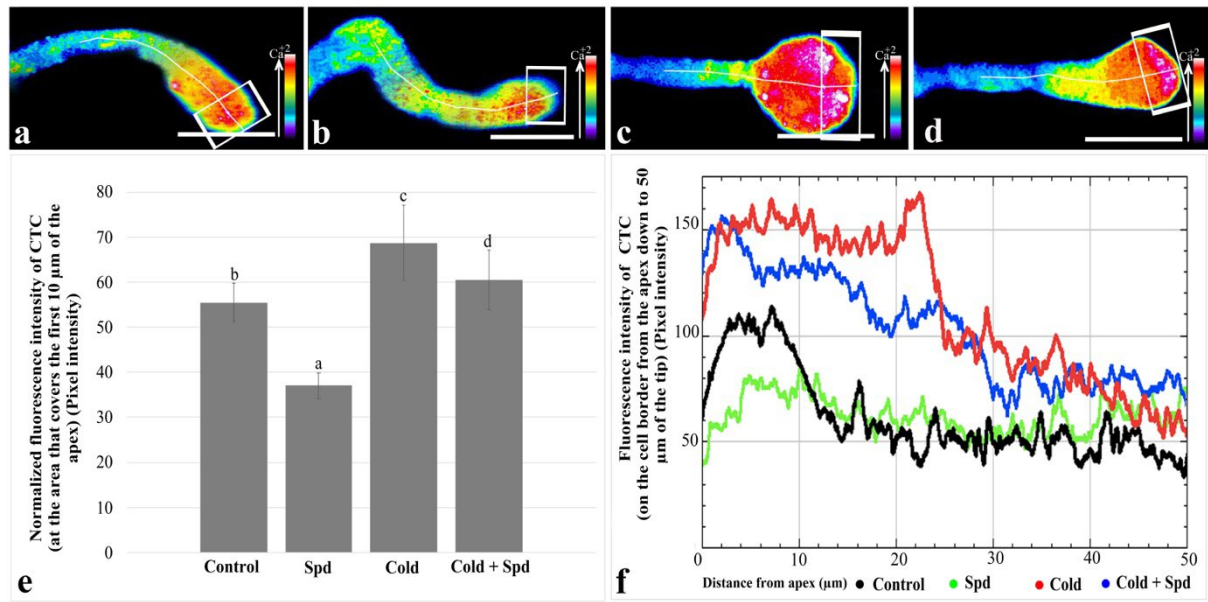 Ca+2
a
Ca+2
b
Ca+2
c
Ca+2
d
Normalized fluorescence intensity of CTC
(at the area that covers the first 10 µm of the
apex) (Pixel intensity)
80
70
60
50
40
30
20
10
0
b
a
c
d
Control Spd Cold Cold + Spd
e
Fluorescence intensity of CTC
(on the cell border from the apex down to 50
µm of the tip) (Pixel intensity)
150
100
50
0 10 20 30 40 50
Distance from apex (µm) Control Spd Cold Cold + Spd
f